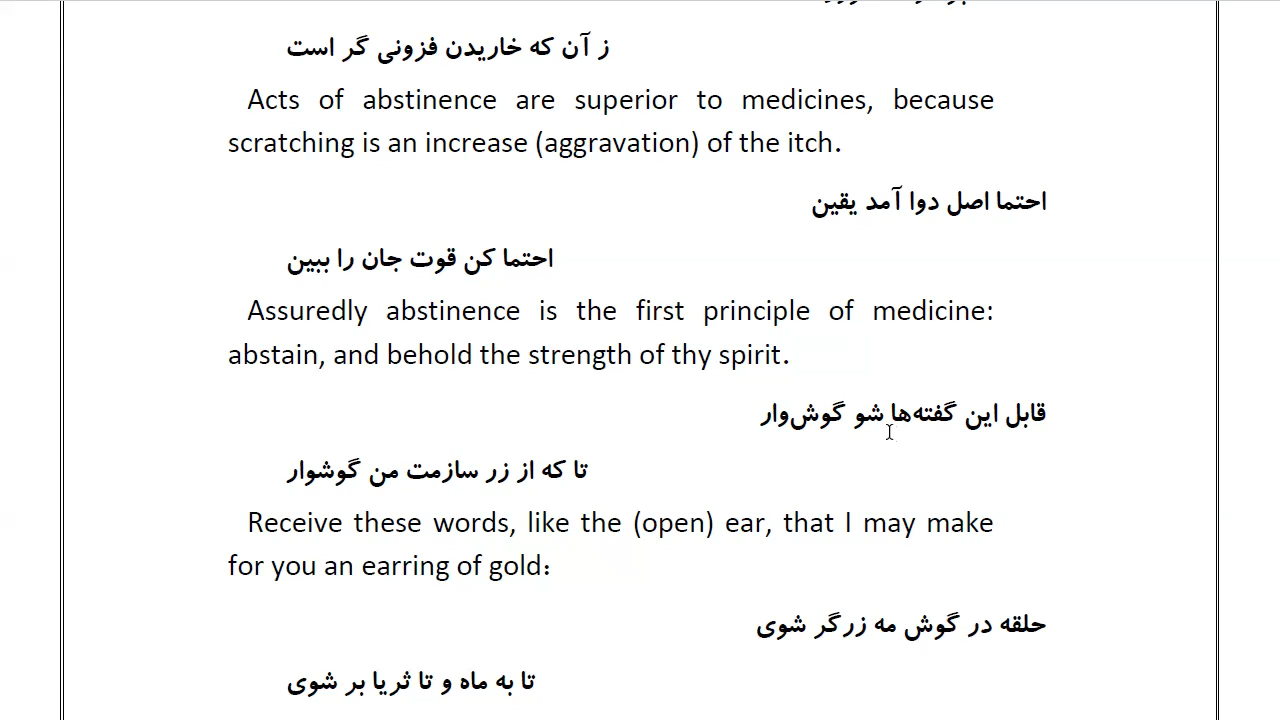 ز آن که خاریدن فزونی گر است
Acts of abstinence are superior to medicines, because
scratching is an increase (aggravation) of the itch.
احتما اصل دوا آمد یقین
احتما کن قوت جان را ببین
Assuredly abstinence is the first principle of medicine:
abstain, and behold the strength of thy spirit.
قابل این گفته‌ها شو گوش‌وار
تا که از زر سازمت من گوشوار
Receive these words, like the (open) ear, that I may make
for you an earring of gold:
حلقه در گوش مه زرگر شوی
تا به ماه و تا ثریا بر شوی